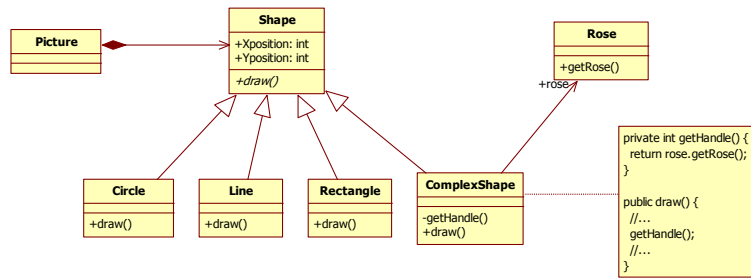 Picture
Shape
+Xposition: int
+Yposition: int
+draw()
Rose
+getRose()
+rose
Circle
+draw()
Line
+draw()
Rectangle
+draw()
ComplexShape
-getHandle()
+draw()
private int getHandle() {
return rose.getRose();
}
public draw() {
//...
getHandle();
//...
}